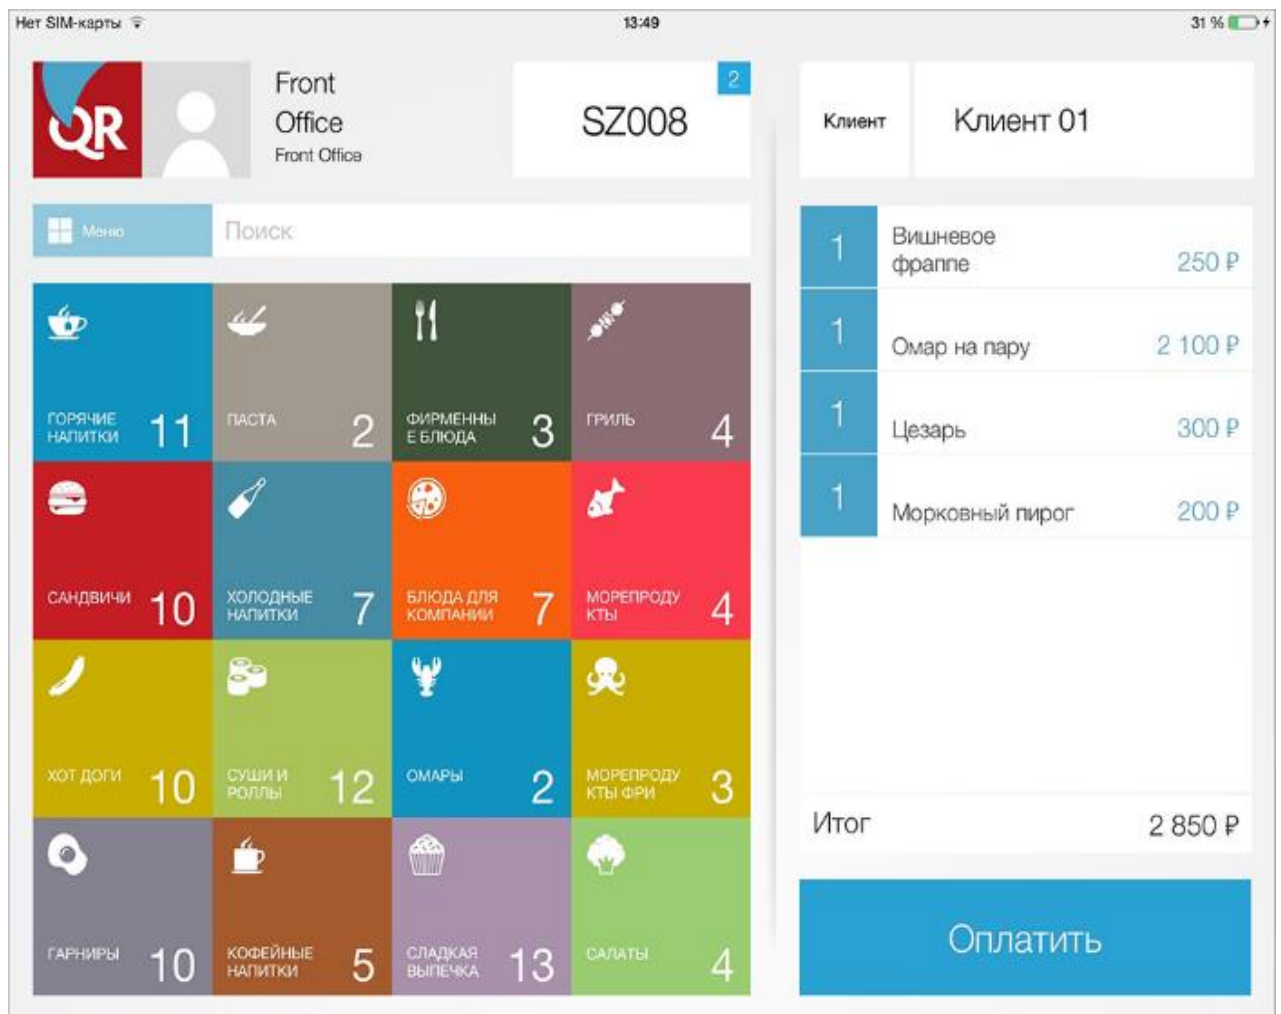 Нет SIM-карты
13:49
31 %
QR
Front
Office
Front Office
SZ008
2
Клиент
Клиент 01
Меню
Поиск
1
Вишневое
фраппе
250 ₽
1
Омар на пару
2 100 ₽
1
Цезарь
300 ₽
1
Морковный пирог
200 ₽
ГОРЯЧИЕ
НАПИТКИ
11
ПАСТА
2
ФИРМЕННЫ
Е БЛЮДА
3
ГРИЛЬ
4
САНДВИЧИ
10
ХОЛОДНЫЕ
НАПИТКИ
7
БЛЮДА ДЛЯ
КОМПАНИИ
7
МОРЕПРОДУ
КТЫ
4
ХОТ ДОГИ
10
СУШИ И
РОЛЛЫ
12
ОМАРЫ
2
МОРЕПРОДУ
КТЫ ФРИ
3
ГАРНИРЫ
10
КОФЕЙНЫЕ
НАПИТКИ
5
СЛАДКАЯ
ВЫПЕЧКА
13
САЛАТЫ
4
Итог
2 850 ₽
Оплатить